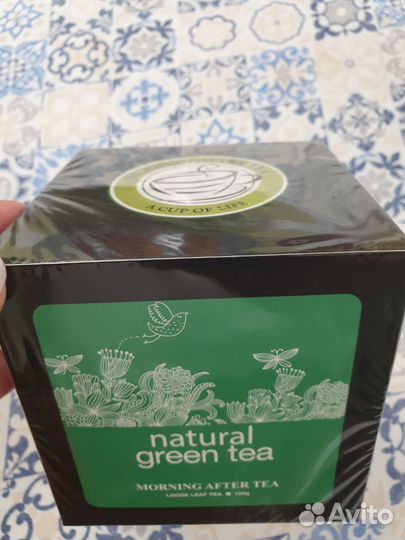 A CUP OF LIFE
natural
green tea
MORNING AFTER TEA
LOOSE LEAF TEA ■ 100g
Avito